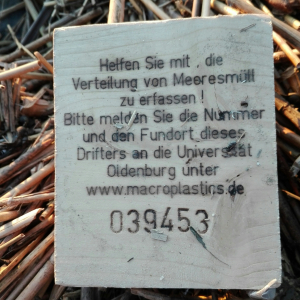 Helfen Sie mit , die
Verteilung von Meeresmüll
zu erfassen !
Bitte melden Sie die Nummer
und den Fundort dieses
Drifters an die Universität
Oldenburg unter
www.macroplastics.de
039453